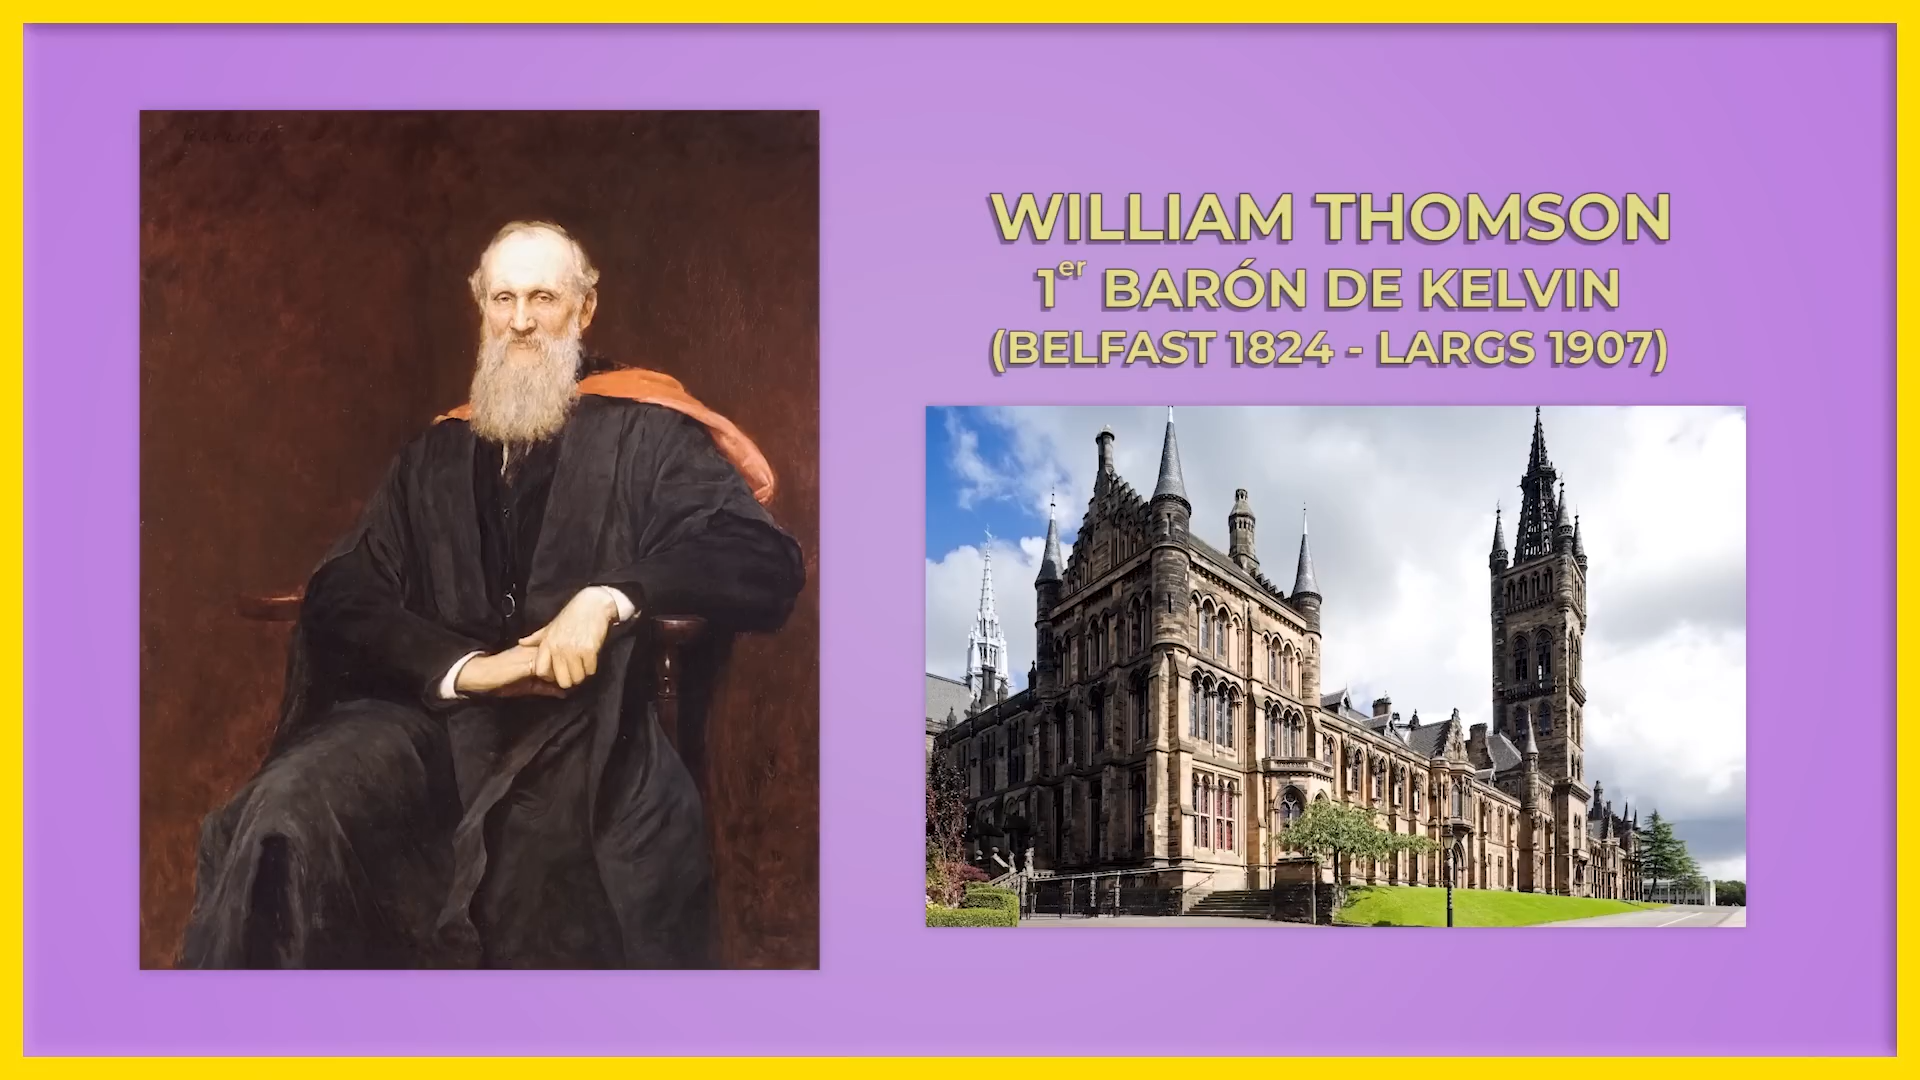 WILLIAM THOMSON
1er BARÓN DE KELVIN
(BELFAST 1824 - LARGS 1907)